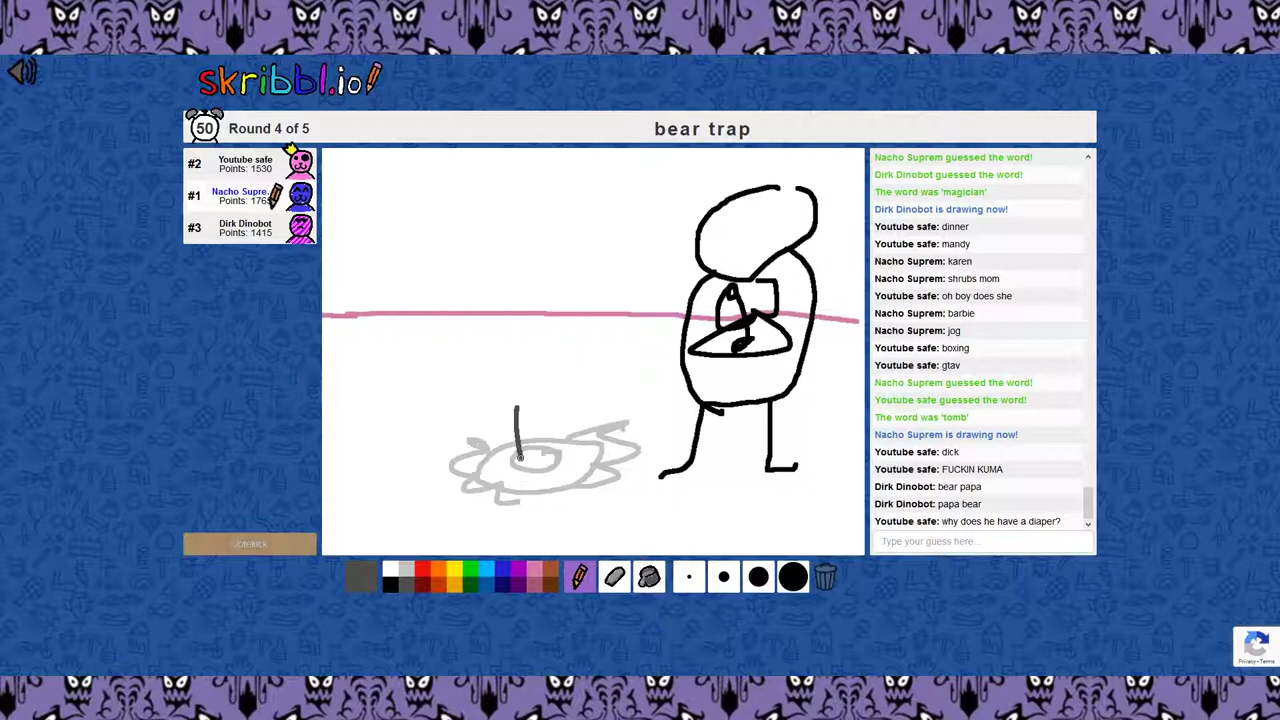 skribbl.io
50
Round 4 of 5
bear trap
#2
Youtube safe
Points: 1530
#1
Nacho Supre..
Points: 1765
#3
Dirk Dinobot
Points: 1415
Votekick
Nacho Suprem guessed the word!
Dirk Dinobot guessed the word!
The word was 'magician'
Dirk Dinobot is drawing now!
Youtube safe: dinner
Youtube safe: mandy
Nacho Suprem: karen
Nacho Suprem: shrubs mom
Youtube safe: oh boy does she
Nacho Suprem: barbie
Nacho Suprem: jog
Youtube safe: boxing
Youtube safe: gtav
Nacho Suprem guessed the word!
Youtube safe guessed the word!
The word was 'tomb'
Nacho Suprem is drawing now!
Youtube safe: dick
Youtube safe: FUCKIN KUMA
Dirk Dinobot: bear papa
Dirk Dinobot: papa bear
Youtube safe: why does he have a diaper?
Type your guess here...
Privacy - Terms